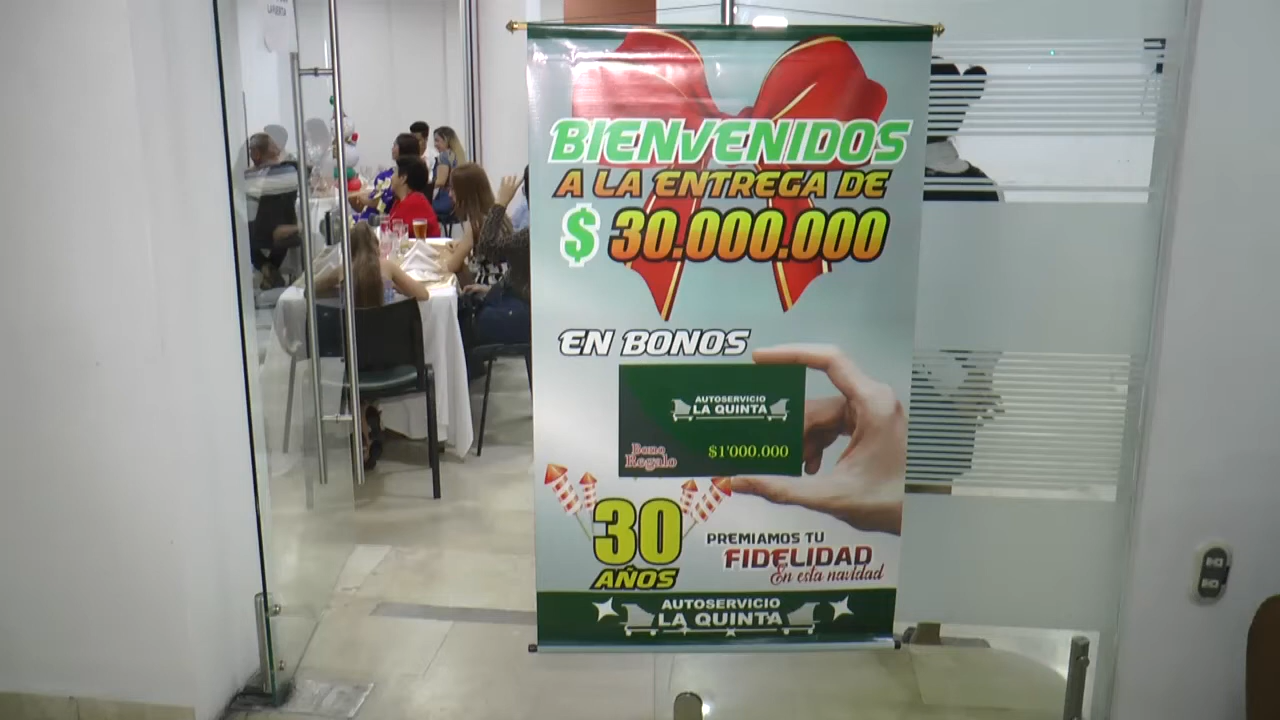 BIENVENIDOS
A LA ENTREGA DE
$ 30.000.000
EN BONOS
AUTOSERVICIO
LA QUINTA
Bono
Regalo
$1'000.000
30
AÑOS
PREMIAMOS TU
FIDELIDAD
En esta navidad
AUTOSERVICIO
LA QUINTA